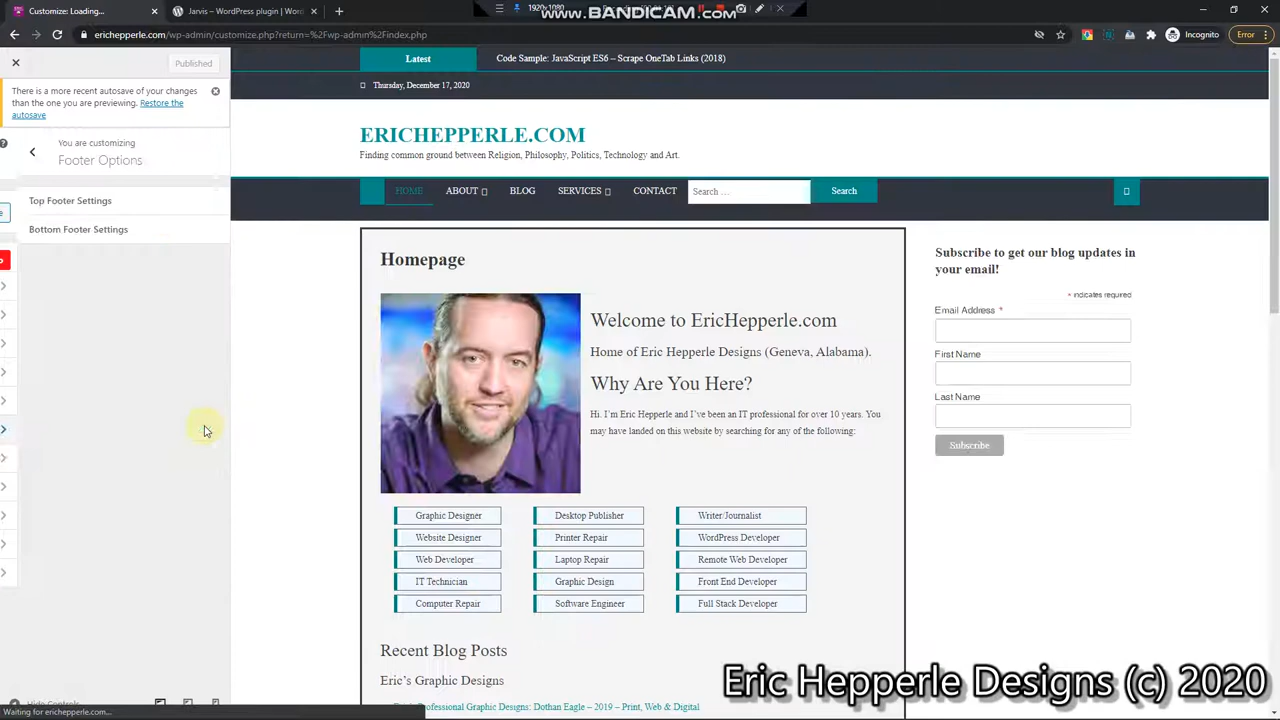 Customize: Loading...
Jarvis – WordPress plugin | Word
1920x1080
WWW.BANDICAM.COM
erichepperle.com/wp-admin/customize.php?return=%2Fwp-admin%2Findex.php
Incognito
Error
Published
There is a more recent autosave of your changes
than the one you are previewing. Restore the
autosave
You are customizing
Footer Options
Top Footer Settings
Bottom Footer Settings
Hide Controls
Waiting for erichepperle.com...
Latest
Code Sample: JavaScript ES6 – Scrape OneTab Links (2018)
Thursday, December 17, 2020
ERICHEPPERLE.COM
Finding common ground between Religion, Philosophy, Politics, Technology and Art.
HOME ABOUT BLOG SERVICES CONTACT Search … Search
Homepage
Welcome to EricHepperle.com
Home of Eric Hepperle Designs (Geneva, Alabama).
Why Are You Here?
Hi. I'm Eric Hepperle and I've been an IT professional for over 10 years. You
may have landed on this website by searching for any of the following:
Graphic Designer Desktop Publisher Writer/Journalist
Website Designer Printer Repair WordPress Developer
Web Developer Laptop Repair Remote Web Developer
IT Technician Graphic Design Front End Developer
Computer Repair Software Engineer Full Stack Developer
Recent Blog Posts
Eric's Graphic Designs
Professional Graphic Designs: Dothan Eagle – 2019 – Print, Web & Digital
Subscribe to get our blog updates in
your email!
* indicates required
Email Address *
First Name
Last Name
Subscribe
Eric Hepperle Designs (c) 2020